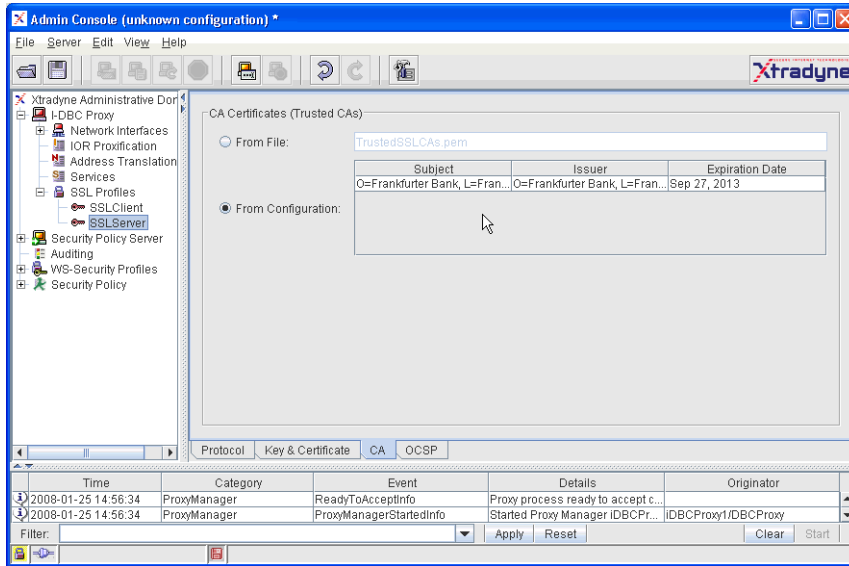 Admin Console (unknown configuration) *
File Server Edit View Help
Xtradyne
Xtradyne Administrative Dor
I-DBC Proxy
Network Interfaces
IOR Proxification
Address Translation
Services
SSL Profiles
SSLClient
SSLServer
Security Policy Server
Auditing
WS-Security Profiles
Security Policy
CA Certificates (Trusted CAs)
From File: TrustedSSLCAs.pem
Subject Issuer Expiration Date
O=Frankfurter Bank, L=Fran... O=Frankfurter Bank, L=Fran... Sep 27, 2013
From Configuration:
Protocol Key & Certificate CA OCSP
Time Category Event Details Originator
2008-01-25 14:56:34 ProxyManager ReadyToAcceptInfo Proxy process ready to accept c...
2008-01-25 14:56:34 ProxyManager ProxyManagerStartedInfo Started Proxy Manager iDBCPr... iDBCProxy1/DBCProxy
Filter: Apply Reset Clear Start